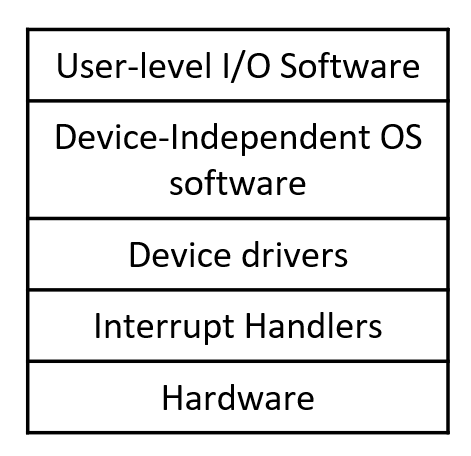 User-level I/O Software
Device-Independent OS
software
Device drivers
Interrupt Handlers
Hardware